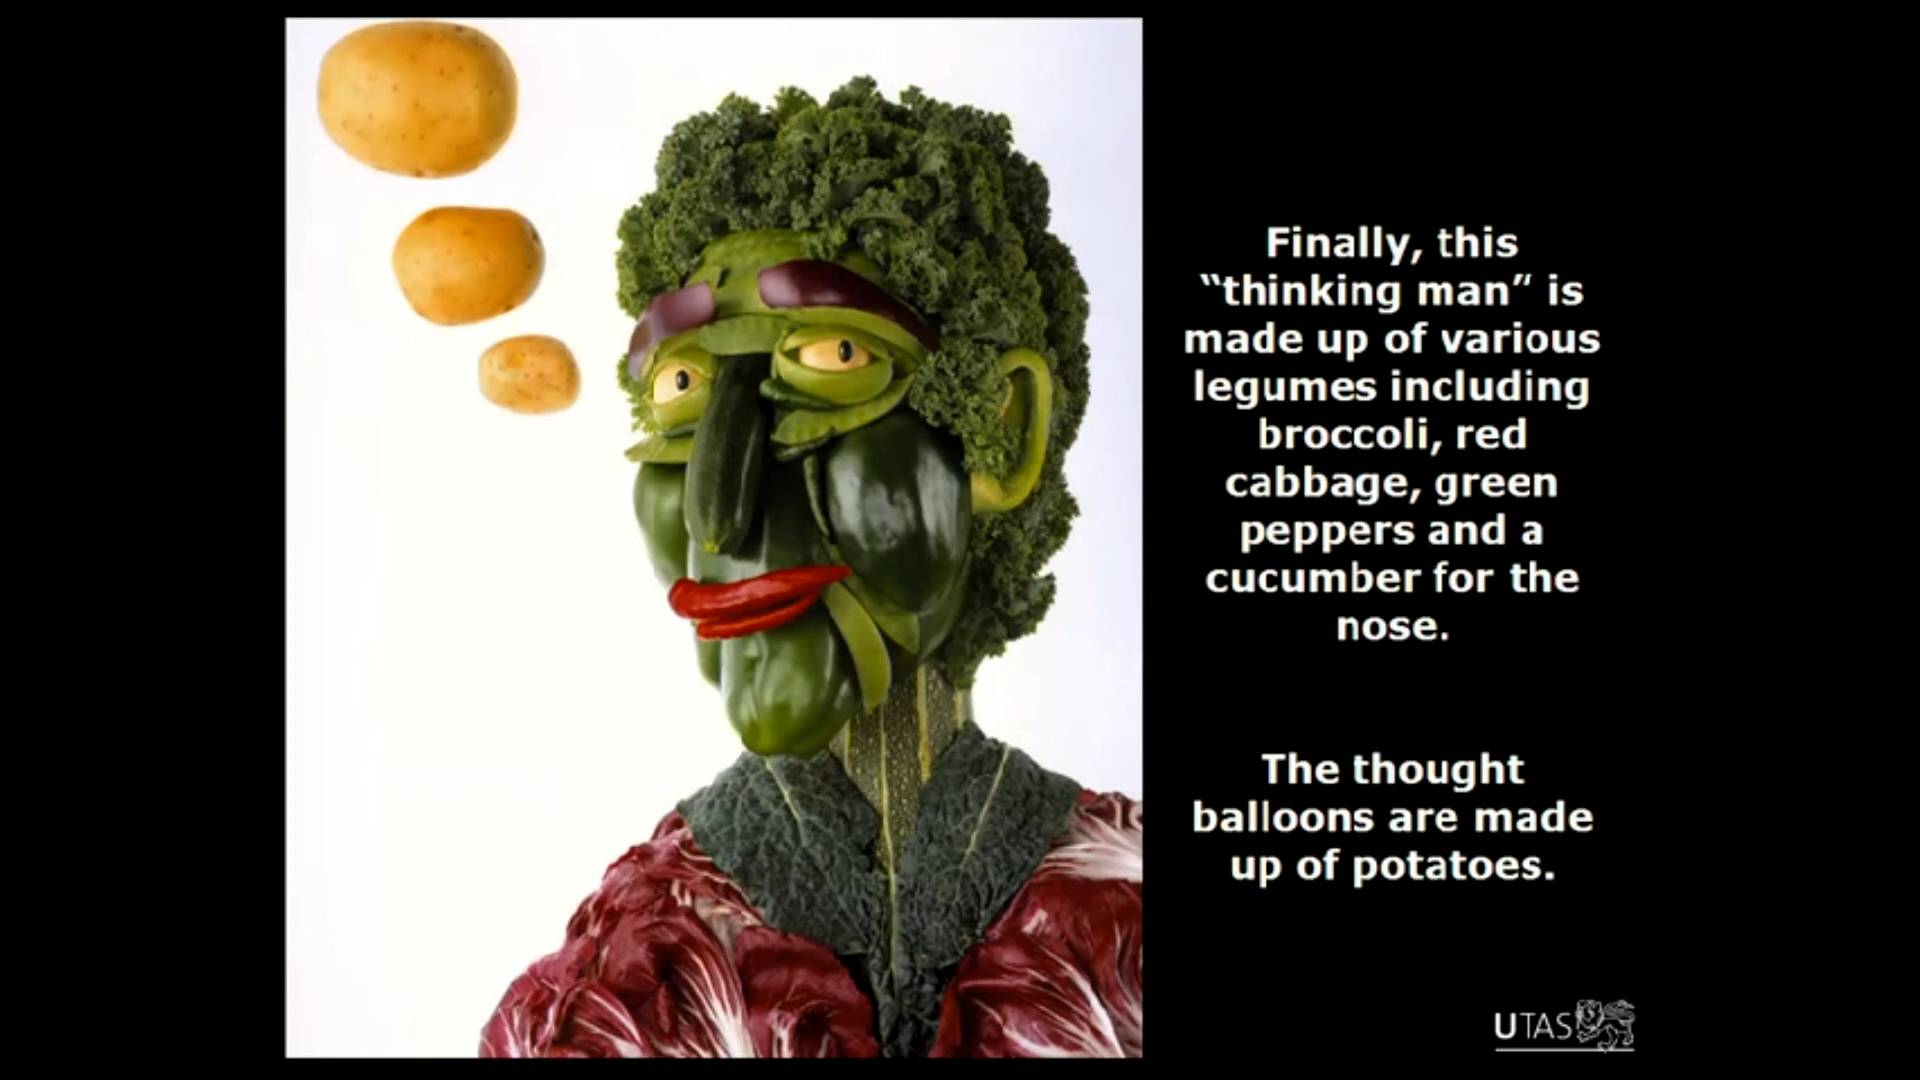 Finally, this
“thinking man” is
made up of various
legumes including
broccoli, red
cabbage, green
peppers and a
cucumber for the
nose.
The thought
balloons are made
up of potatoes.
UTAS